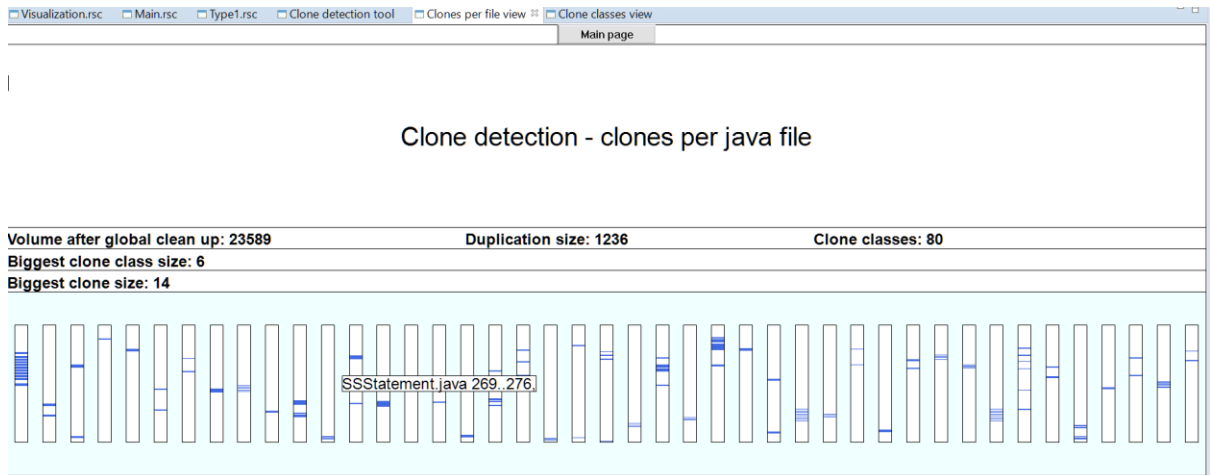 Visualization.rsc Main.rsc Type1.rsc Clone detection tool Clones per file view Clone classes view
Main page
Clone detection - clones per java file
Volume after global clean up: 23589 Duplication size: 1236 Clone classes: 80
Biggest clone class size: 6
Biggest clone size: 14
SSStatement.java 269..276,